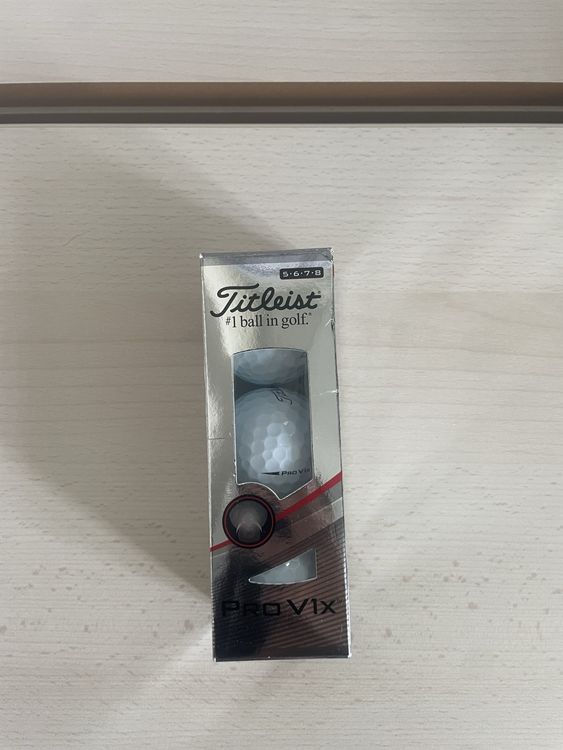 5·6·7·8
Titleist®
#1 ball in golf.®
PRO V1x
PRO V1x